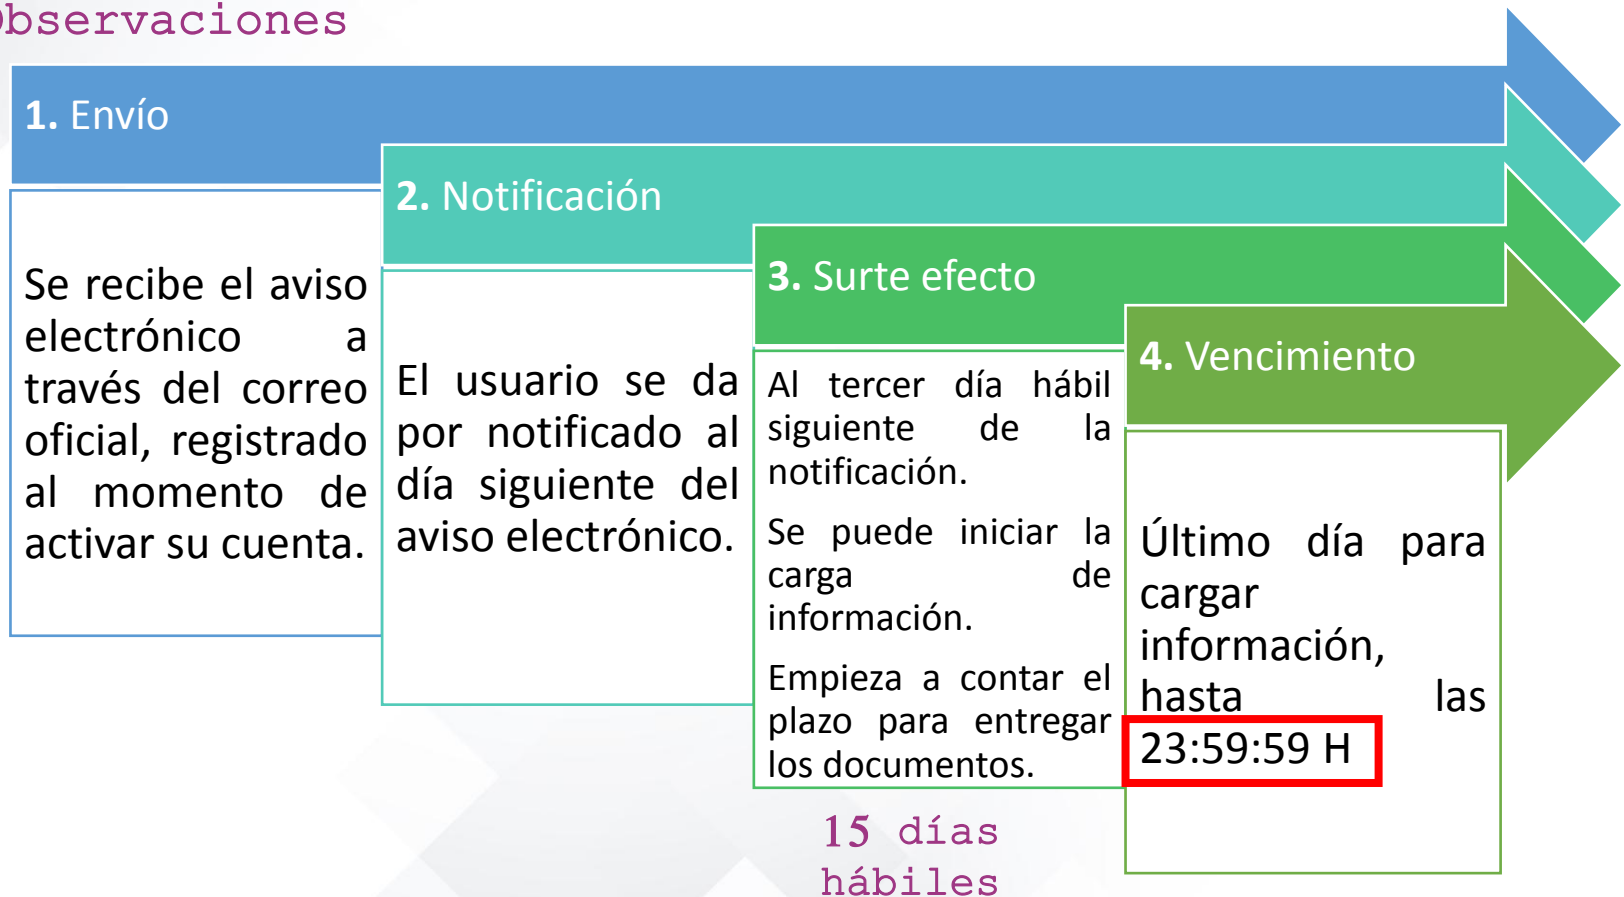 Observaciones
1. Envío
Se recibe el aviso
electrónico a
través del correo
oficial, registrado
al momento de
activar su cuenta.
2. Notificación
El usuario se da
por notificado al
día siguiente del
aviso electrónico.
3. Surte efecto
Al tercer día hábil
siguiente de la
notificación.
Se puede iniciar la
carga de
información.
Empieza a contar el
plazo para entregar
los documentos.
15 días
hábiles
4. Vencimiento
Último día para
cargar
información,
hasta las
23:59:59 H